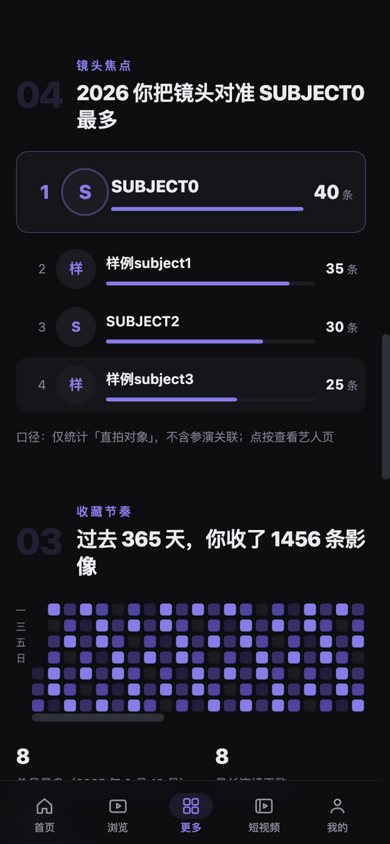 镜头焦点
04
2026 你把镜头对准 SUBJECT0
最多
1
S
SUBJECT0
40 条
2
样
样例subject1
35 条
3
S
SUBJECT2
30 条
4
样
样例subject3
25 条
口径：仅统计「直拍对象」，不含参演关联；点按查看艺人页
收藏节奏
03
过去 365 天，你收了 1456 条影
像
一
三
五
日
8
8
首页
浏览
更多
短视频
我的